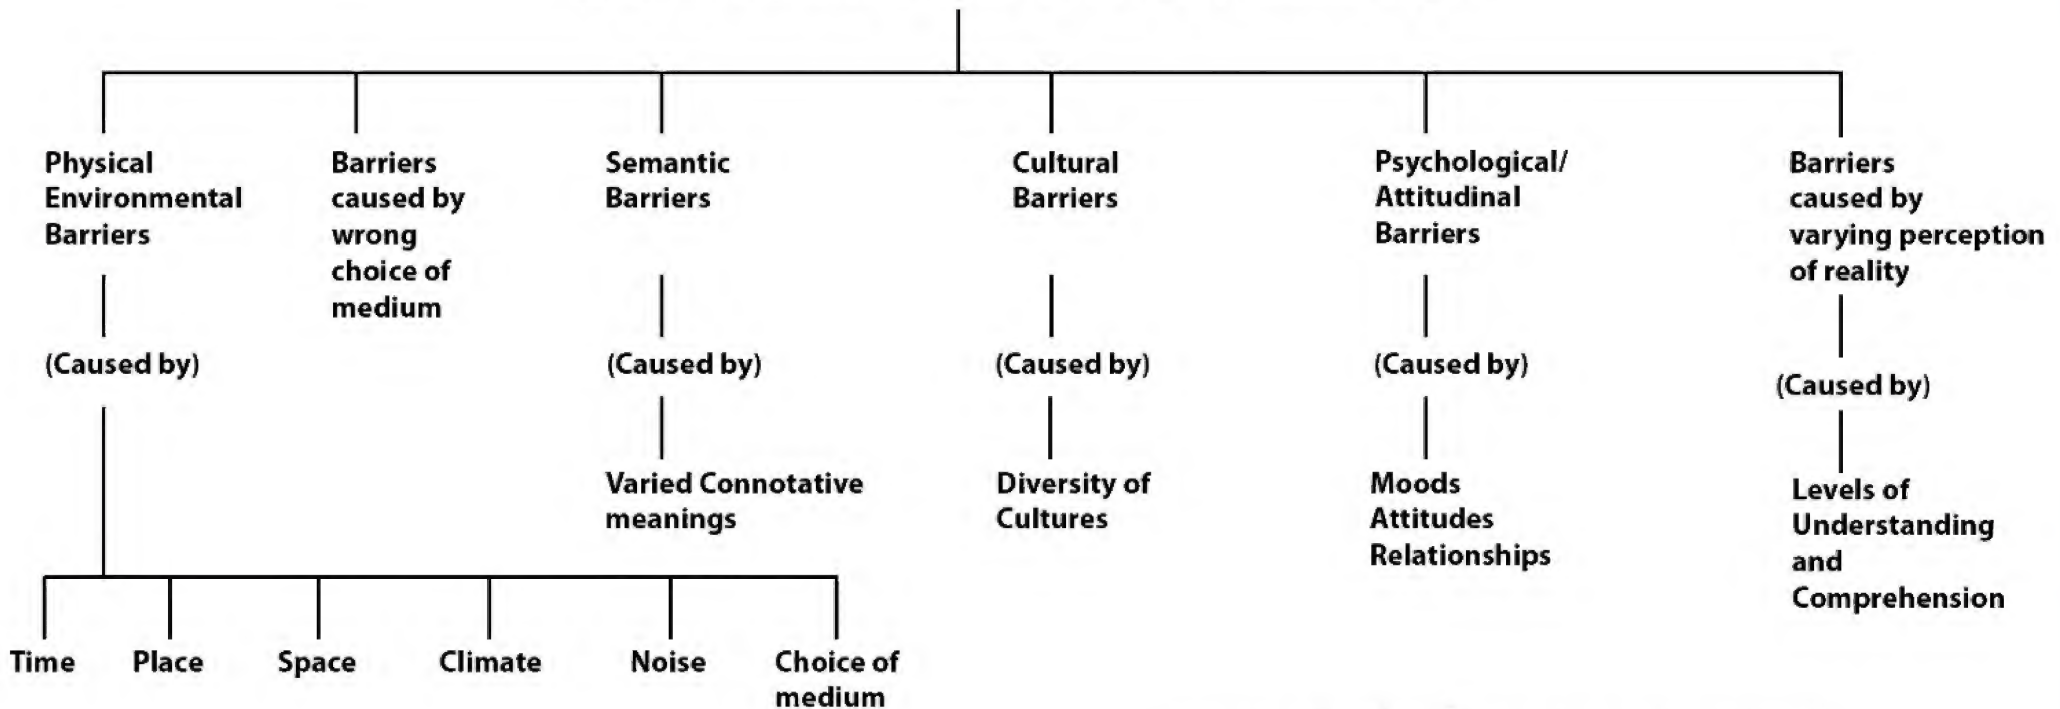 Physical
Environmental
Barriers
Barriers
caused by
wrong
choice of
medium
Semantic
Barriers
Cultural
Barriers
Psychological/
Attitudinal
Barriers
Barriers
caused by
varying perception
of reality
(Caused by)
(Caused by)
(Caused by)
(Caused by)
(Caused by)
Varied Connotative
meanings
Diversity of
Cultures
Moods
Attitudes
Relationships
Levels of
Understanding
and
Comprehension
Time
Place
Space
Climate
Noise
Choice of
medium